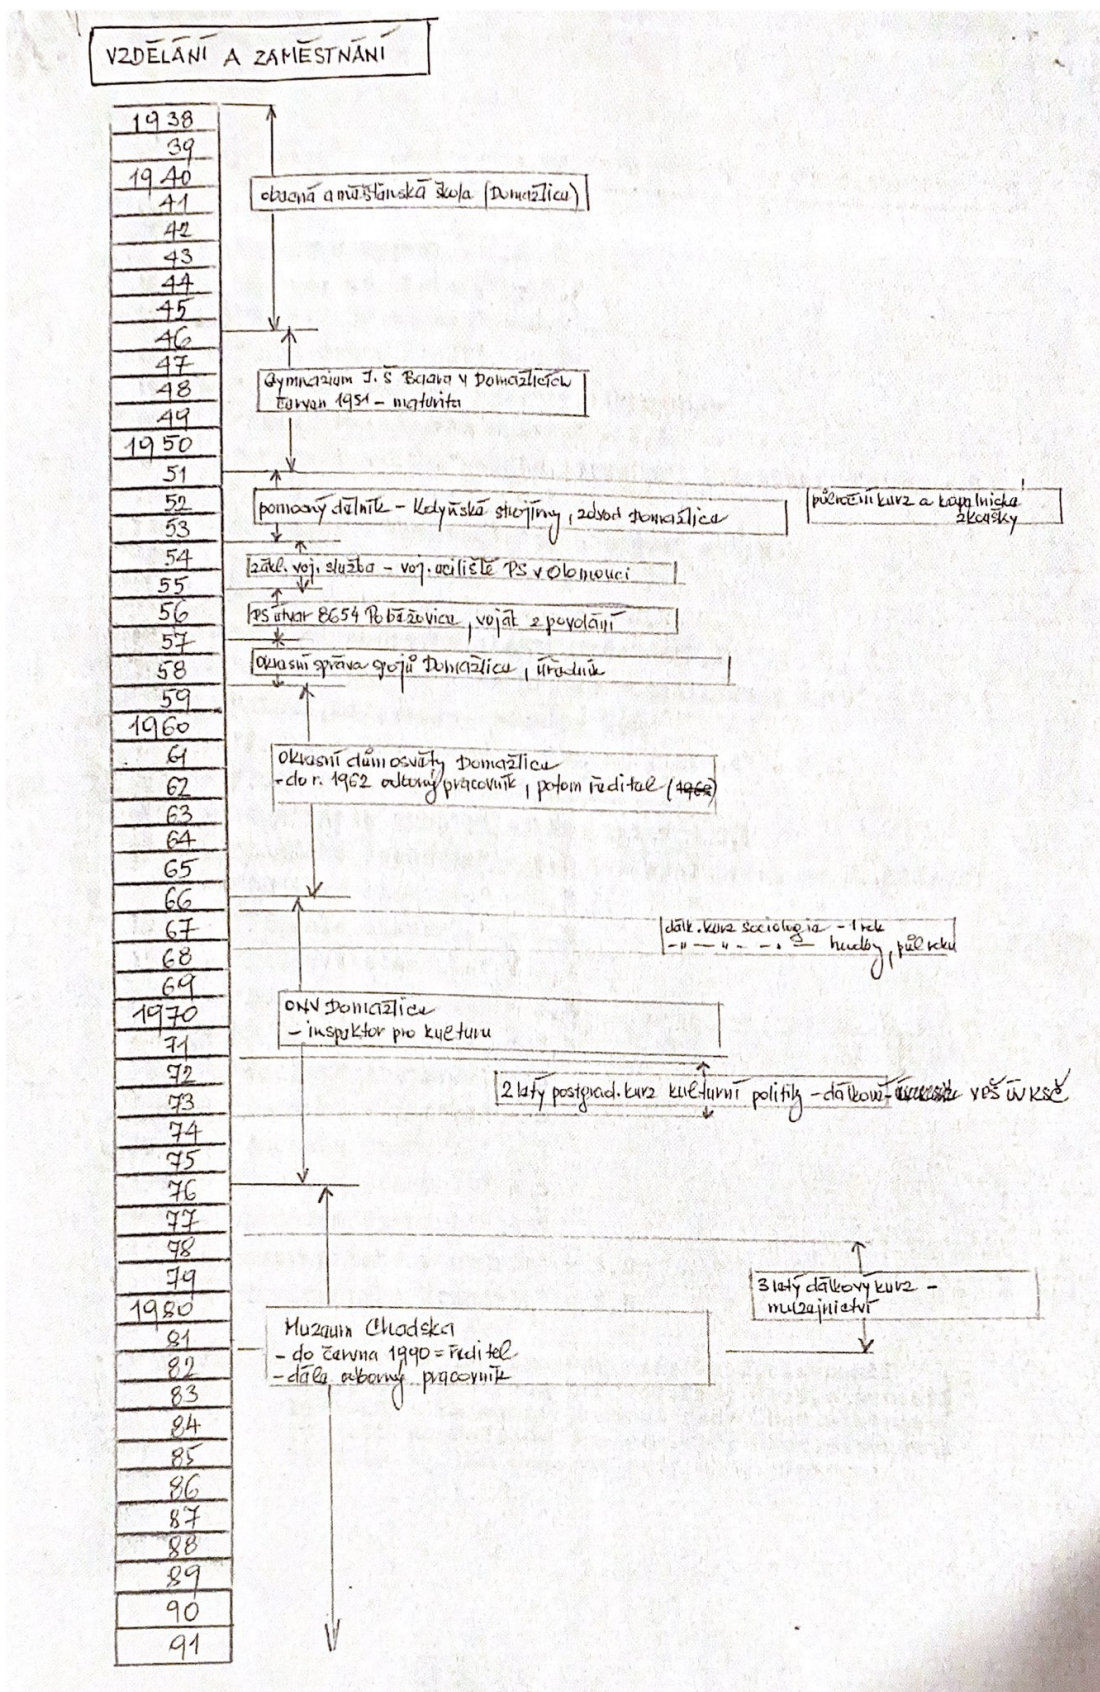 VZDĚLÁNÍ A ZAMĚSTNÁNÍ
1938
39
1940
41
obecná a měšťanská škola (Domažlice)
42
43
44
45
46
47
Gymnazium J. Š Baara v Domažlicích
48
červen 1951 - maturita
49
1950
51
52
pomocný dělník - Kdyňské strojírny, závod Domažlice
půlroční kurz a kapelnické
zkoušky
53
54
zákl. voj. služba - voj. učiliště PS v Olomouci
55
56
PS útvar 8654 Poběžovice, voják z povolání
57
58
Okresní správa spojů Domažlice, úředník
59
1960
61
Okresní dům osvěty Domažlice
62
- do r. 1962 odborný pracovník, potom ředitel (1962)
63
64
65
66
67
dálk. kurz sociologie - 1 rok
-"- -"- - -"- hudby, půl roku
68
69
1970
ONV Domažlice
- inspektor pro kulturu
71
72
2 letý postgrad. kurz kulturní politiky - dálkově - VPŠ ÚV KSČ
73
74
75
76
77
78
79
3 letý dálkový kurz -
muzejnictví
1980
81
Muzeum Chodska
- do června 1990 = ředitel
82
- dále odborný pracovník
83
84
85
86
87
88
89
90
91